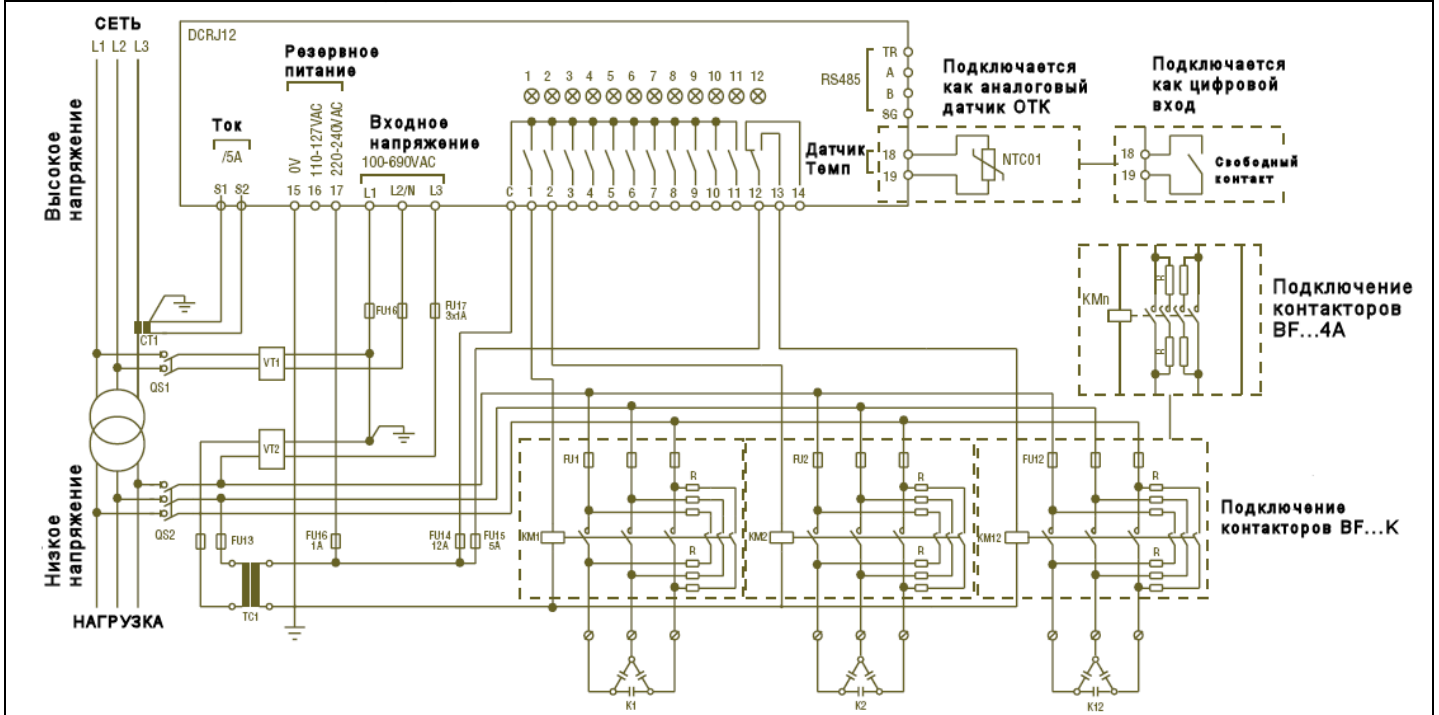 СЕТЬ
L1 L2 L3
DCRJ12
Резервное
питание
Ток
/5A
0V
110-127VAC
220-240VAC
Входное
напряжение
100-690VAC
S1 S2 15 16 17 L1 L2/N L3
1 2 3 4 5 6 7 8 9 10 11 12
C 1 2 3 4 5 6 7 8 9 10 11 12 13 14
RS485
TR
A
B
SG
Датчик
Темп
18
19
NTC01
Подключается
как аналоговый
датчик ОТК
Подключается
как цифровой
вход
18
19
Свободный
контакт
Высокое
напряжение
CT1
QS1
VT1
FU16
FU17
3x1A
VT2
KMn
R
R
Подключение
контакторов
BF...4A
Низкое
напряжение
QS2
FU13
FU16
1A
FU14
12A
FU15
5A
TC1
НАГРУЗКА
FU1
R
KM1
R
K1
FU2
R
KM2
R
K2
FU12
R
KM12
R
K12
Подключение
контакторов BF...K